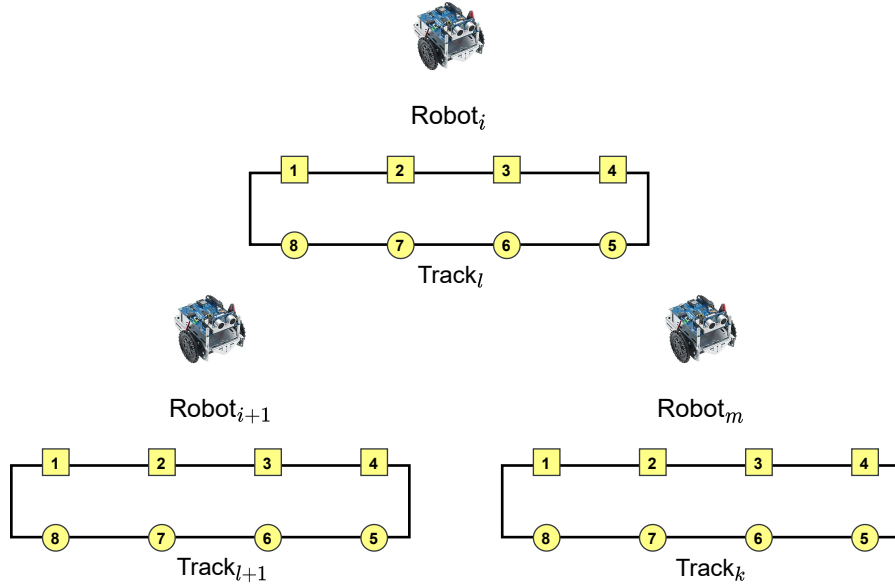 Robot_i
1 2 3 4
8 7 6 5
Track_l
Robot_{i+1} Robot_m
1 2 3 4 1 2 3 4
8 7 6 5 8 7 6 5
Track_{l+1} Track_k